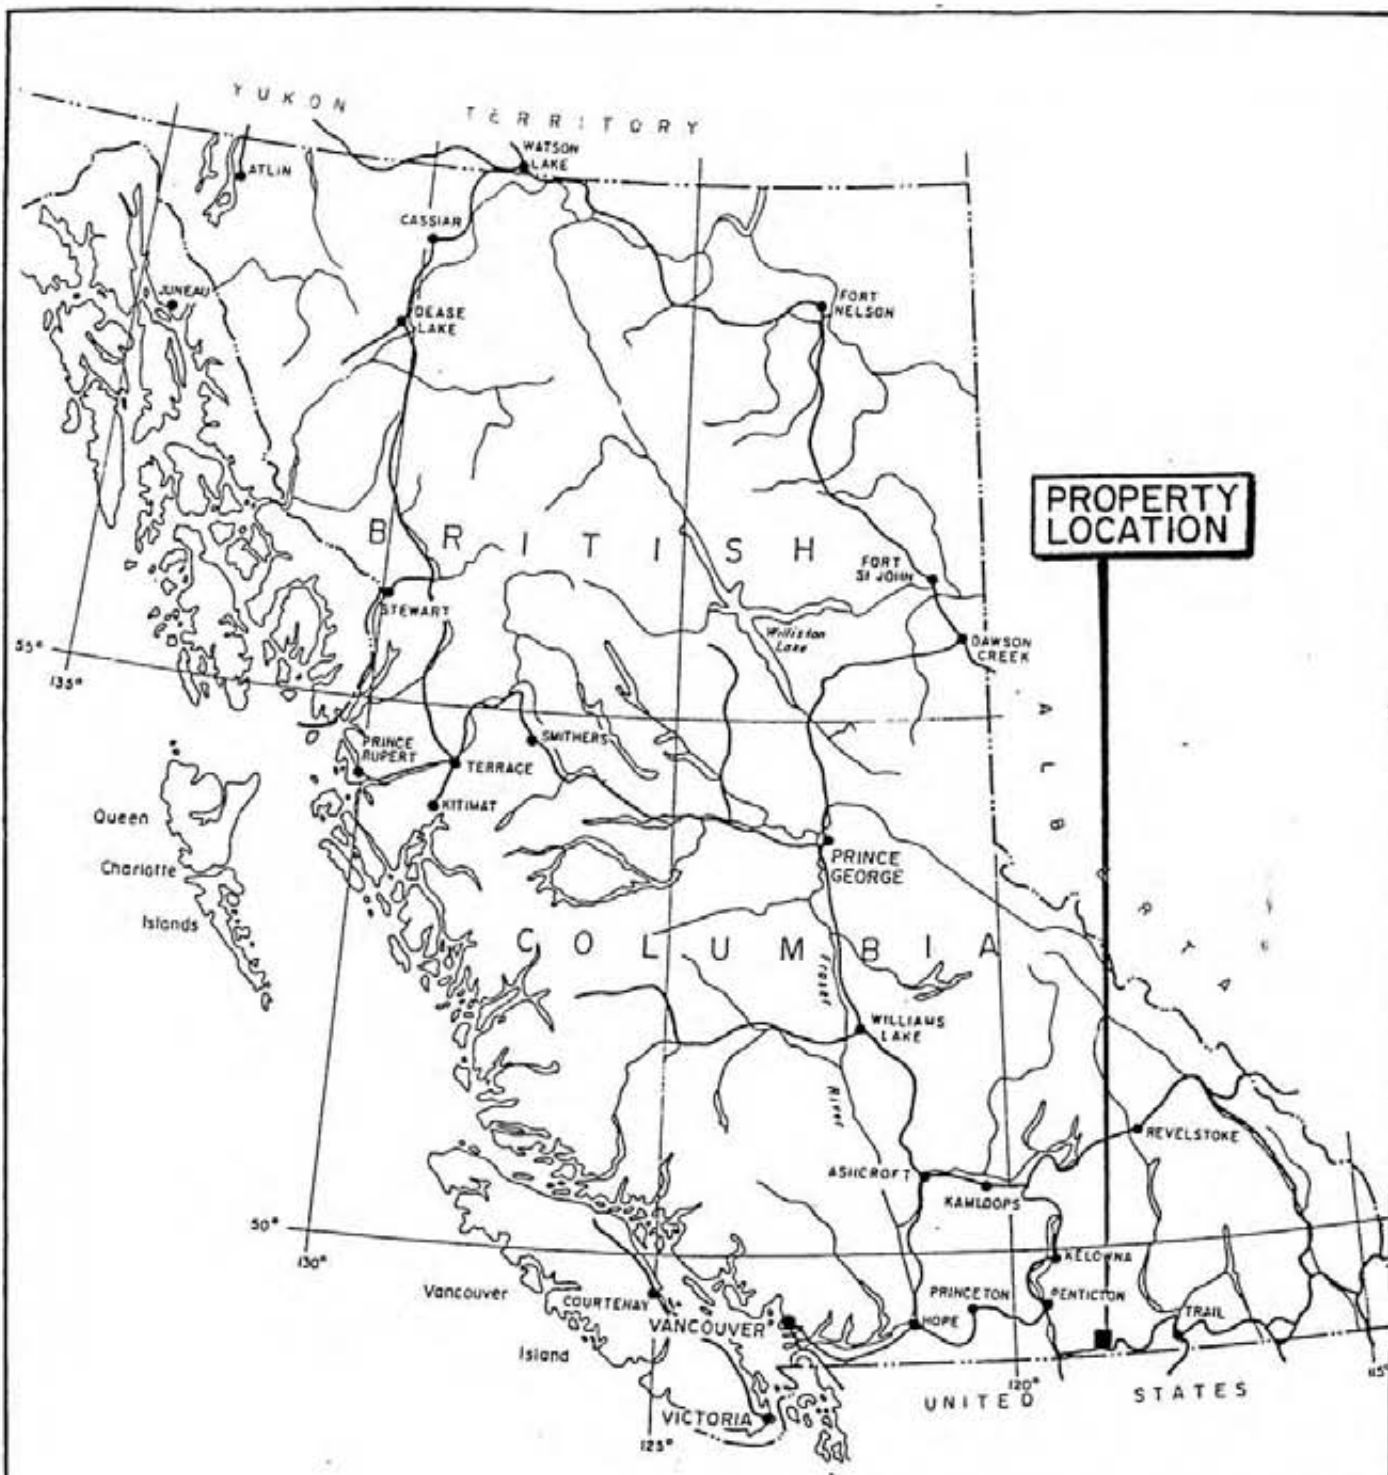 YUKON TERRITORY
WATSON
LAKE
ATLIN
CASSIAR
JUNEAU
DEASE
LAKE
FORT
NELSON
PROPERTY
LOCATION
BRITISH
FORT
ST JOHN
STEWART
Williston
Lake
DAWSON
CREEK
55°
135°
ALBERTA
PRINCE
RUPERT
SMITHERS
TERRACE
KITIMAT
Queen
Charlotte
Islands
PRINCE
GEORGE
COLUMBIA
Fraser
River
WILLIAMS
LAKE
REVELSTOKE
ASHCROFT
KAMLOOPS
50°
130°
KELOWNA
Vancouver
Island
COURTENAY
PRINCETON
PENTICTON
VANCOUVER
HOPE
TRAIL
120°
115°
UNITED STATES
VICTORIA
125°